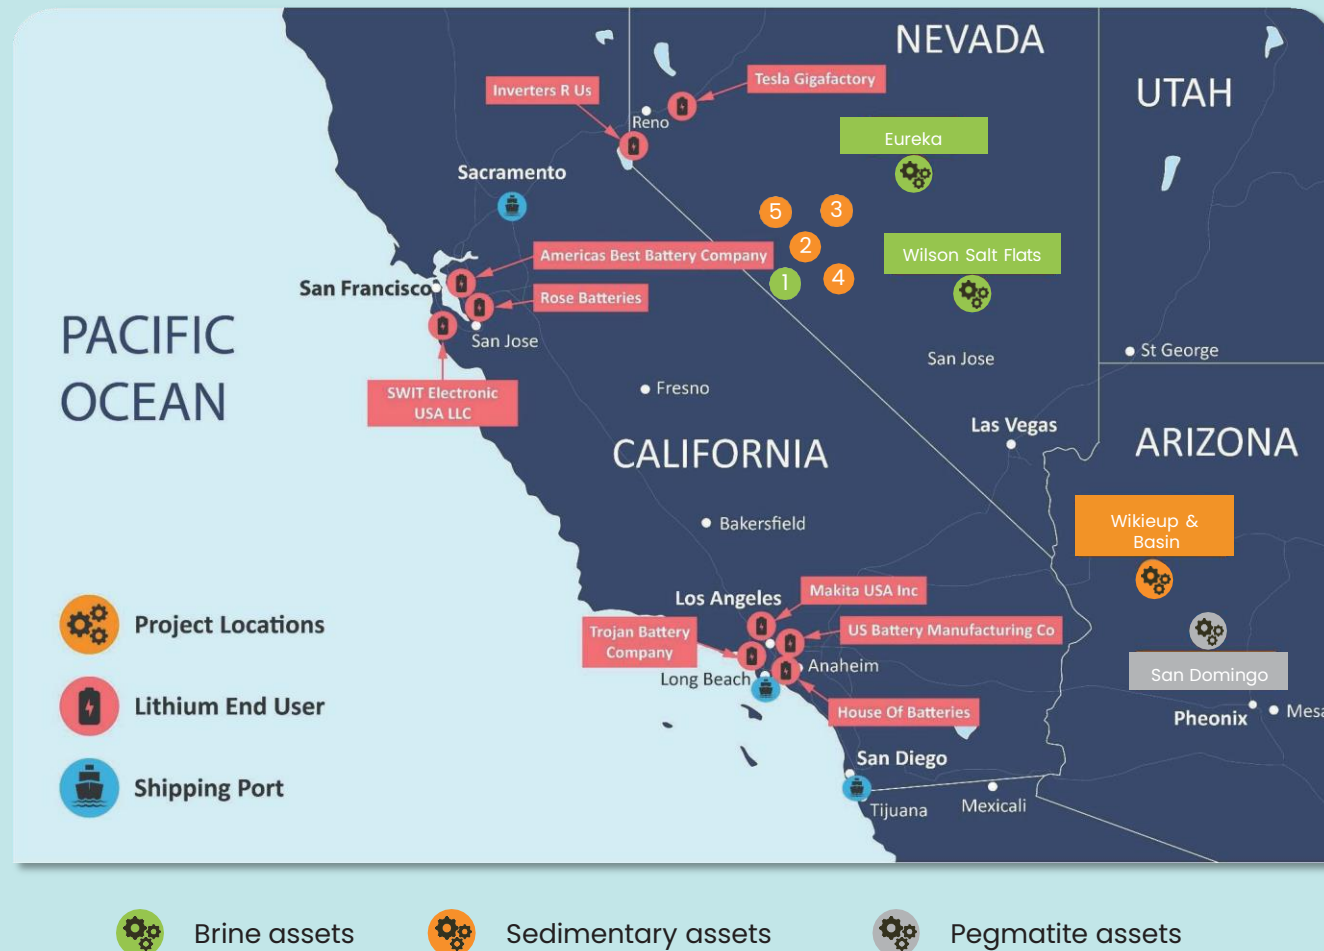 NEVADA
UTAH
Tesla Gigafactory
Inverters R Us
Reno
Eureka
Sacramento
5
3
2
Americas Best Battery Company
Wilson Salt Flats
4
1
San Francisco
Rose Batteries
PACIFIC
OCEAN
San Jose
San Jose
St George
SWIT Electronic
USA LLC
Fresno
Las Vegas
CALIFORNIA
ARIZONA
Bakersfield
Wikieup &
Basin
Makita USA Inc
Los Angeles
Trojan Battery
Company
US Battery Manufacturing Co
Anaheim
Long Beach
San Domingo
House Of Batteries
Pheonix
Mesa
San Diego
Tijuana
Mexicali
Project Locations
Lithium End User
Shipping Port
Brine assets
Sedimentary assets
Pegmatite assets